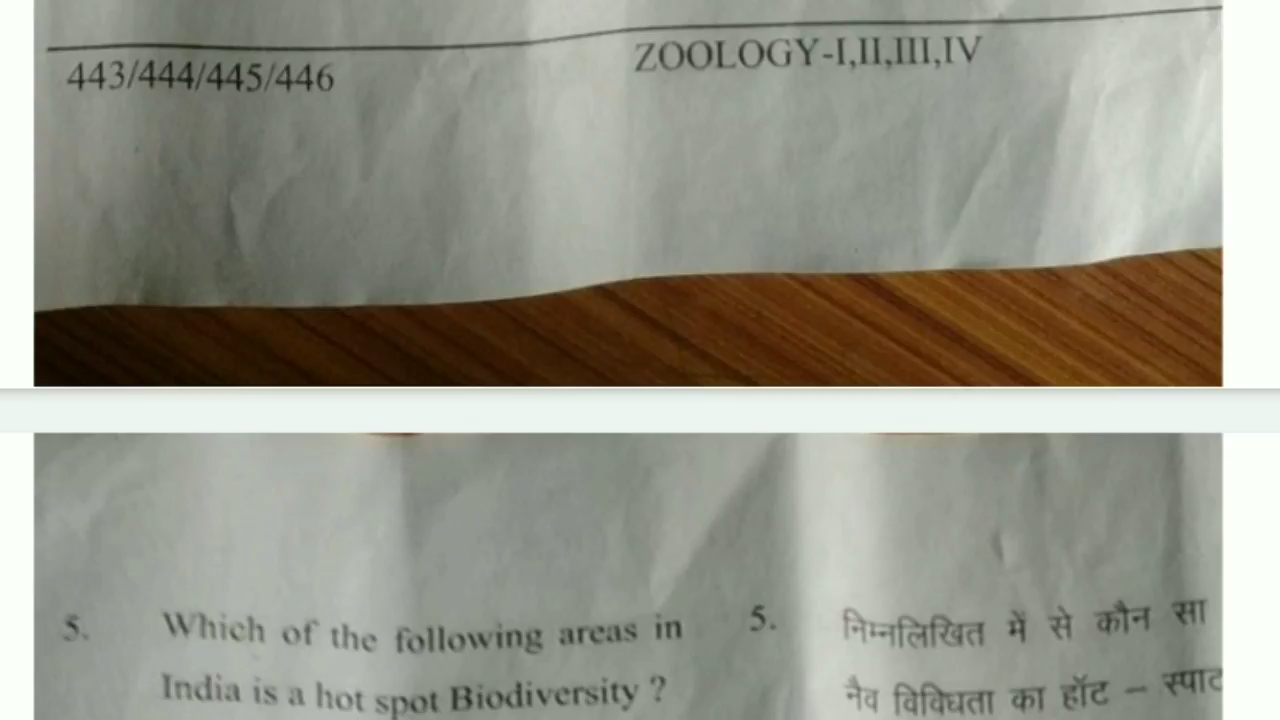 443/444/445/446
ZOOLOGY-I,II,III,IV
5. Which of the following areas in
India is a hot spot Biodiversity ?
5. निम्नलिखित में से कौन सा
जैव विविधता का हॉट – स्पाट